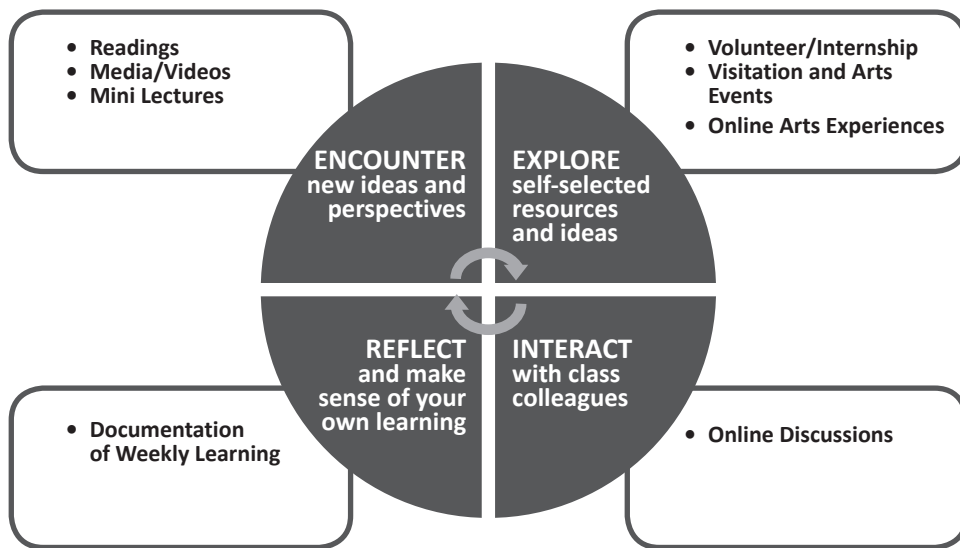 • Readings
• Media/Videos
• Mini Lectures
• Volunteer/Internship
• Visitation and Arts
Events
• Online Arts Experiences
ENCOUNTER
new ideas and
perspectives
EXPLORE
self-selected
resources
and ideas
REFLECT
and make
sense of your
own learning
INTERACT
with class
colleagues
• Documentation
of Weekly Learning
• Online Discussions